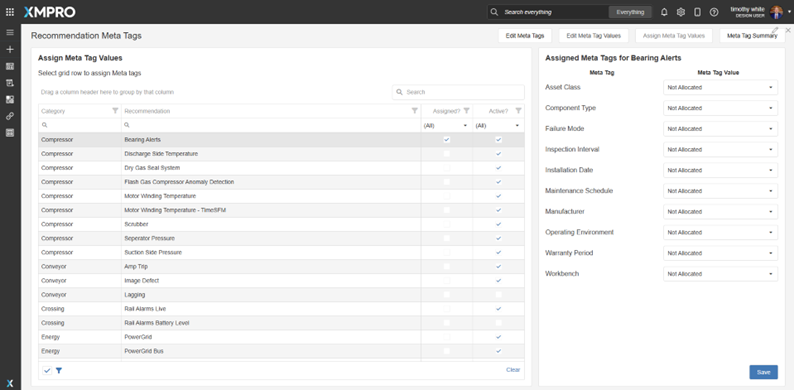 XMPRO
Search everything
Everything
timothy white
DESIGN USER
Recommendation Meta Tags
Edit Meta Tags
Edit Meta Tag Values
Assign Meta Tag Values
Meta Tag Summary
Assign Meta Tag Values
Select grid row to assign Meta tags
Drag a column header here to group by that column
Search
Category Recommendation Assigned? Active?
(All) (All)
Compressor Bearing Alerts
Compressor Discharge Side Temperature
Compressor Dry Gas Seal System
Compressor Flash Gas Compressor Anomaly Detection
Compressor Motor Winding Temperature
Compressor Motor Winding Temperature - TimeSFM
Compressor Scrubber
Compressor Seperator Pressure
Compressor Suction Side Pressure
Conveyor Amp Trip
Conveyor Image Defect
Conveyor Lagging
Crossing Rail Alarms Live
Crossing Rail Alarms Battery Level
Energy PowerGrid
Energy PowerGrid Bus
Clear
Assigned Meta Tags for Bearing Alerts
Meta Tag Meta Tag Value
Asset Class Not Allocated
Component Type Not Allocated
Failure Mode Not Allocated
Inspection Interval Not Allocated
Installation Date Not Allocated
Maintenance Schedule Not Allocated
Manufacturer Not Allocated
Operating Environment Not Allocated
Warranty Period Not Allocated
Workbench Not Allocated
Save